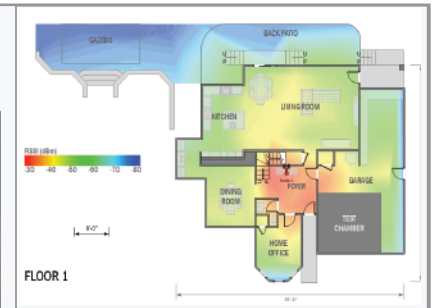 GAZEBO
BACK PATIO
KITCHEN
LIVING ROOM
RSSI (dBm)
-30 -40 -50 -60 -70 -80
DINING
ROOM
FOYER
GARAGE
TEST
CHAMBER
HOME
OFFICE
8'-0"
FLOOR 1